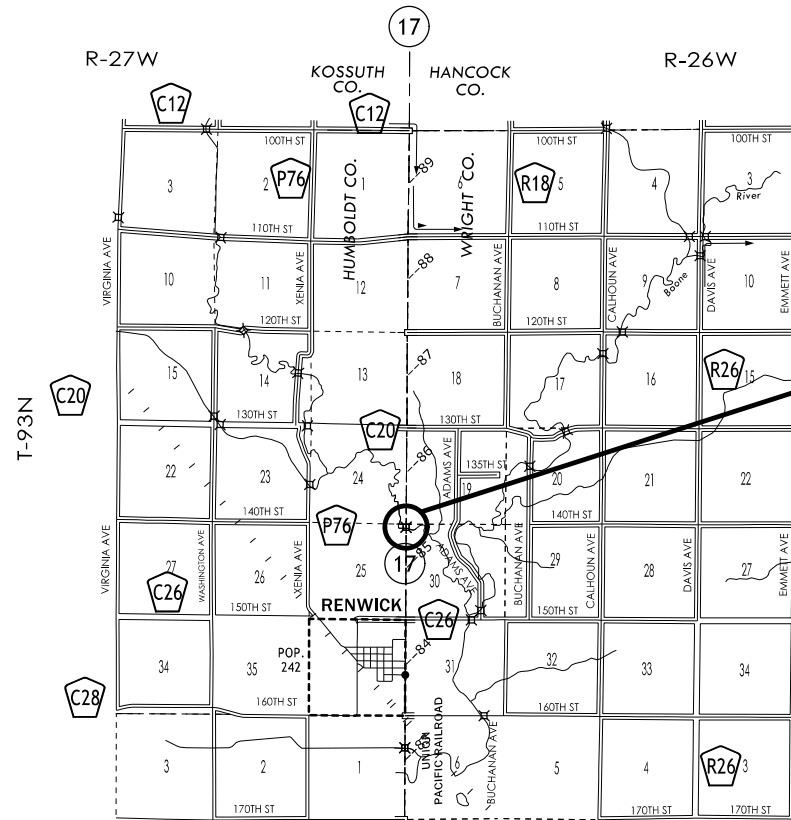 17
R-27W
R-26W
KOSSUTH CO.
HANCOCK CO.
C12
C12
100TH ST
100TH ST
100TH ST
3
2
P76
1
HUMBOLDT CO.
89
WRIGHT CO.
R18
5
4
3
River
110TH ST
110TH ST
VIRGINIA AVE
10
11
XENIA AVE
12
88
7
BUCHANAN AVE
8
CALHOUN AVE
9
Boone
DAVIS AVE
10
EMMETT AVE
120TH ST
120TH ST
T-93N
C20
15
14
13
87
18
17
16
R26
15
130TH ST
C20
130TH ST
22
23
24
86
ADAMS AVE
135TH ST
19
20
21
22
140TH ST
140TH ST
P76
VIRGINIA AVE
27
WASHINGTON AVE
26
XENIA AVE
25
85
17
30
ADAMS AVE
BUCHANAN AVE
29
CALHOUN AVE
28
DAVIS AVE
27
EMMETT AVE
C26
150TH ST
RENWICK
C26
150TH ST
34
35
POP.
242
84
31
32
33
34
C28
160TH ST
160TH ST
3
2
1
UNION
PACIFIC RAILROAD
6
BUCHANAN AVE
5
4
R26
3
170TH ST
170TH ST
170TH ST